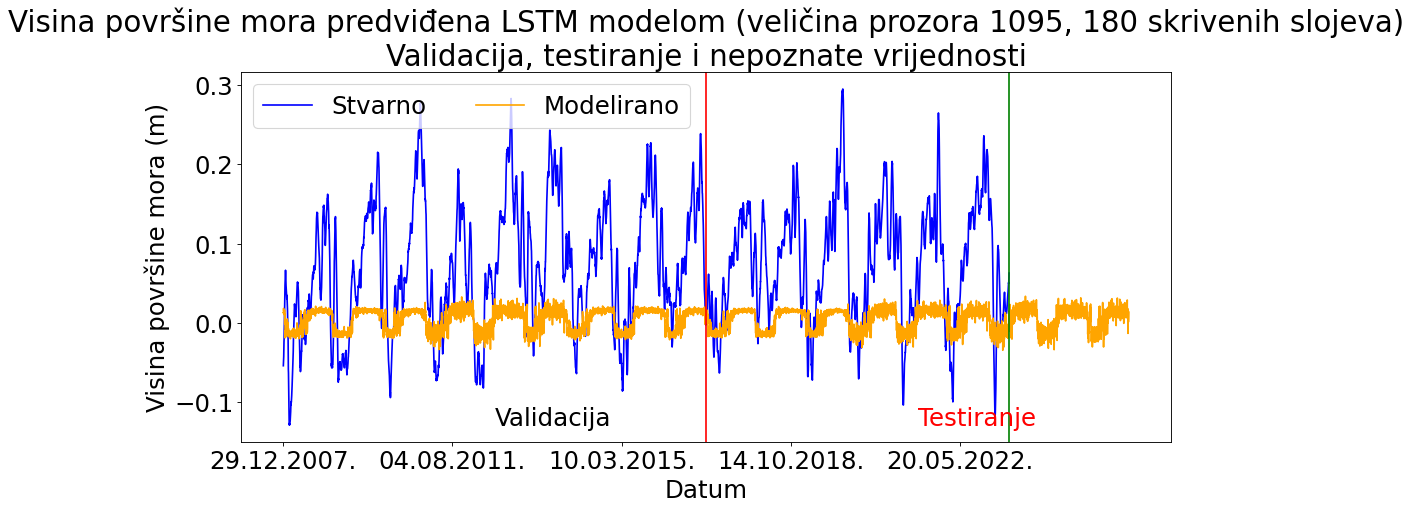 Visina površine mora predviđena LSTM modelom (veličina prozora 1095, 180 skrivenih slojeva)
Validacija, testiranje i nepoznate vrijednosti
Stvarno
Modelirano
Visina površine mora (m)
0.3
0.2
0.1
0.0
−0.1
Validacija
Testiranje
29.12.2007.
04.08.2011.
10.03.2015.
14.10.2018.
20.05.2022.
Datum